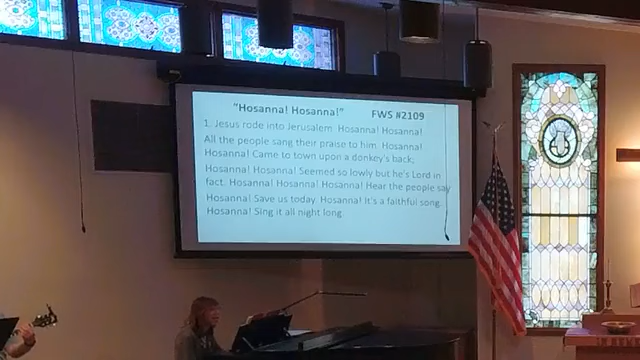 "Hosanna! Hosanna!" FWS #2109
1. Jesus rode into Jerusalem. Hosanna! Hosanna!
All the people sang their praise to him. Hosanna!
Hosanna! Came to town upon a donkey's back;
Hosanna! Hosanna! Seemed so lowly but he's Lord in
fact. Hosanna! Hosanna! Hosanna! Hear the people say
Hosanna! Save us today. Hosanna! It's a faithful song.
Hosanna! Sing it all night long.